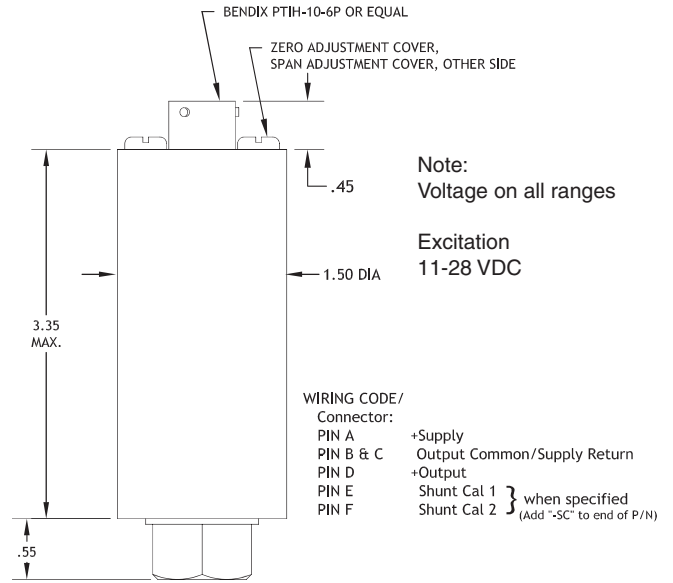 BENDIX PTIH-10-6P OR EQUAL
ZERO ADJUSTMENT COVER,
SPAN ADJUSTMENT COVER, OTHER SIDE
.45
Note:
Voltage on all ranges
Excitation
11-28 VDC
1.50 DIA
3.35
MAX.
WIRING CODE/
Connector:
PIN A +Supply
PIN B & C Output Common/Supply Return
PIN D +Output
PIN E Shunt Cal 1
PIN F Shunt Cal 2
} when specified
(Add "-SC" to end of P/N)
.55